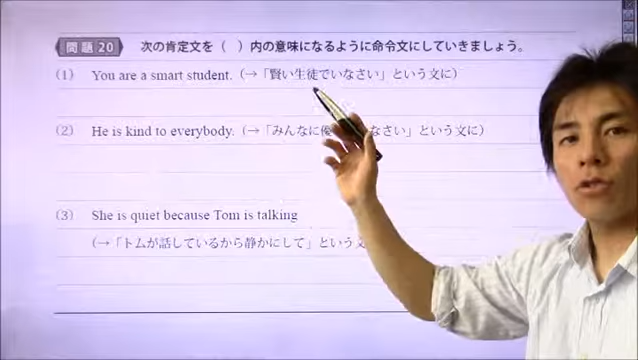 問題20 次の肯定文を（ ）内の意味になるように命令文にしていきましょう。
（1） You are a smart student.（→「賢い生徒でいなさい」という文に）
（2） He is kind to everybody.（→「みんなに なさい」という文に）
（3） She is quiet because Tom is talking
（→「トムが話しているから静かにして」という